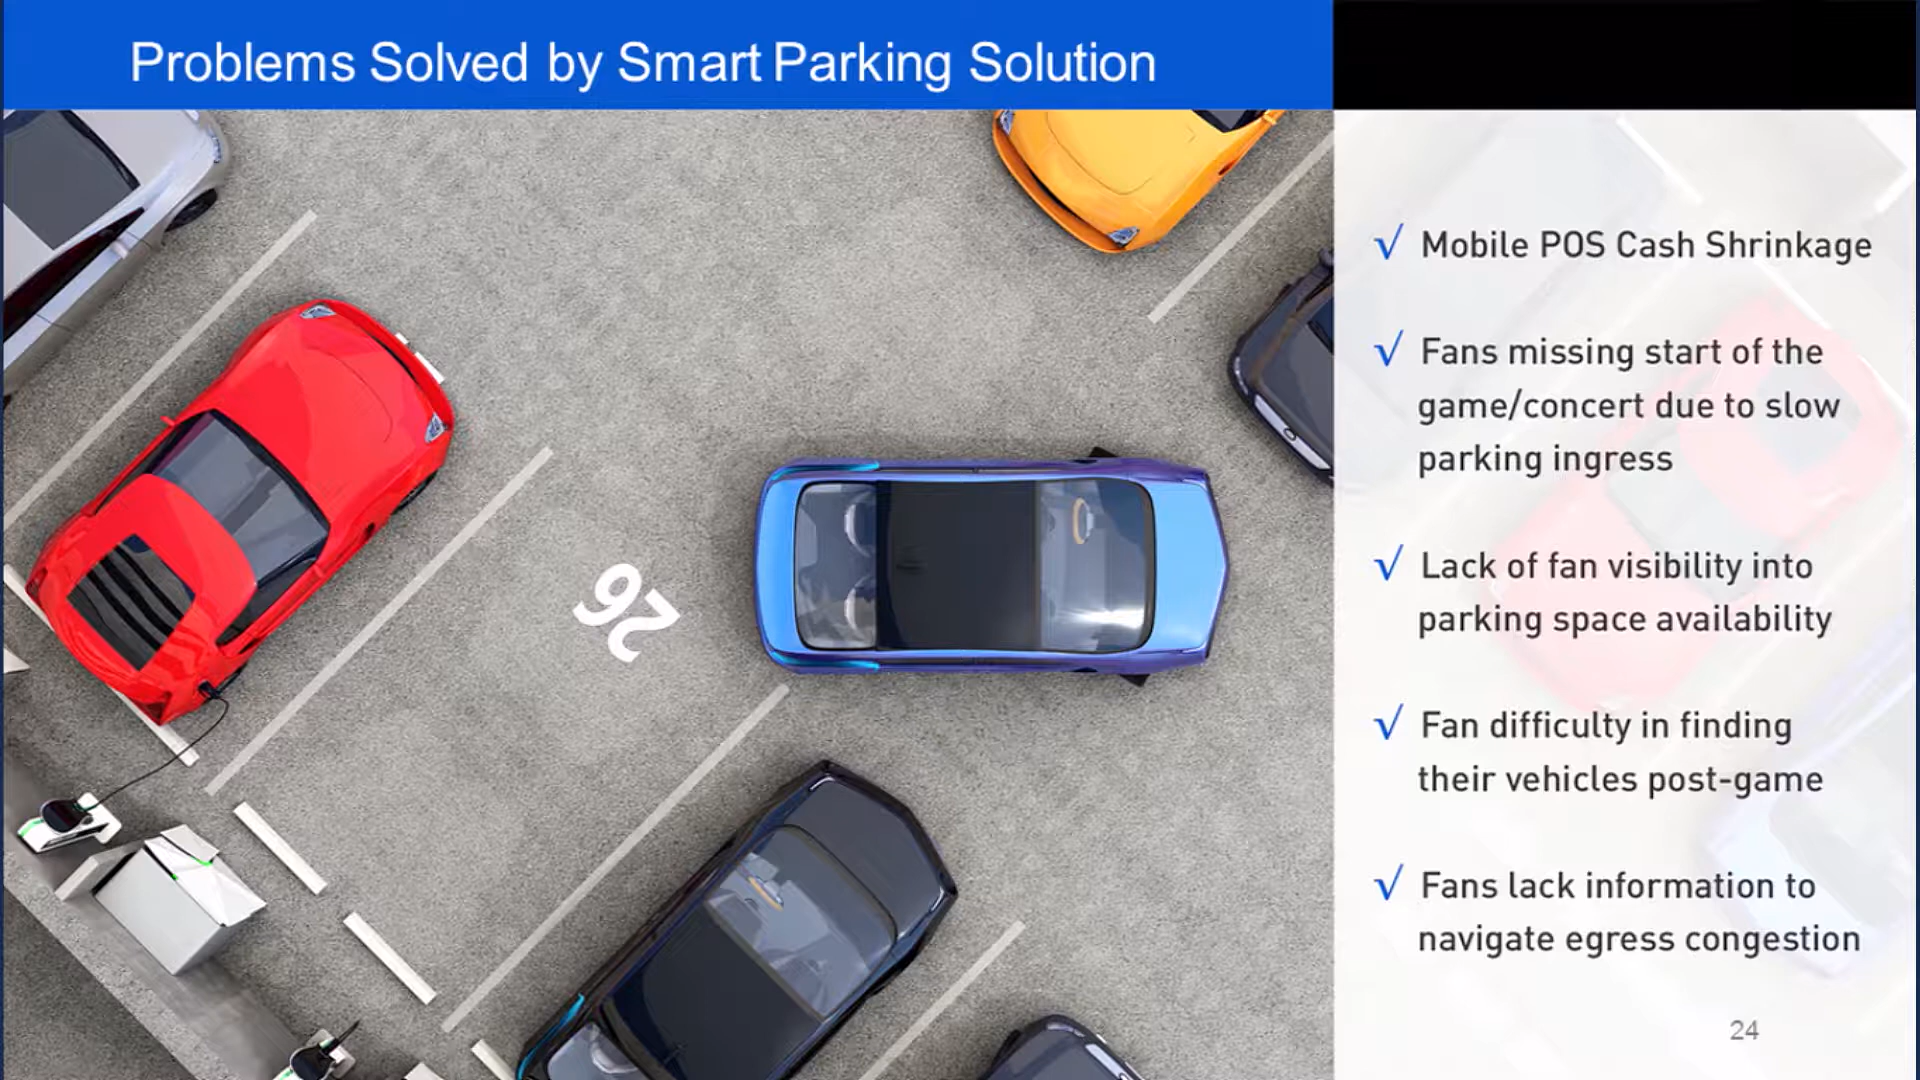 Problems Solved by Smart Parking Solution
26
√ Mobile POS Cash Shrinkage
√ Fans missing start of the
game/concert due to slow
parking ingress
√ Lack of fan visibility into
parking space availability
√ Fan difficulty in finding
their vehicles post-game
√ Fans lack information to
navigate egress congestion
24